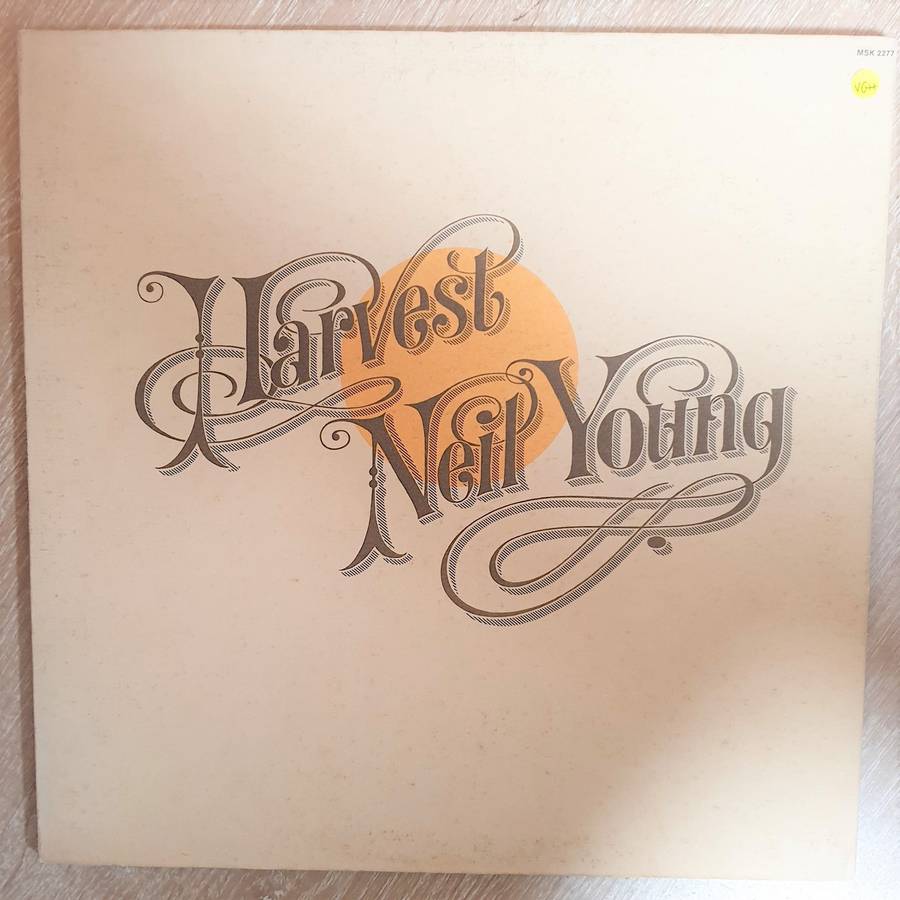 MSK 2277
VG++
Harvest
Neil Young